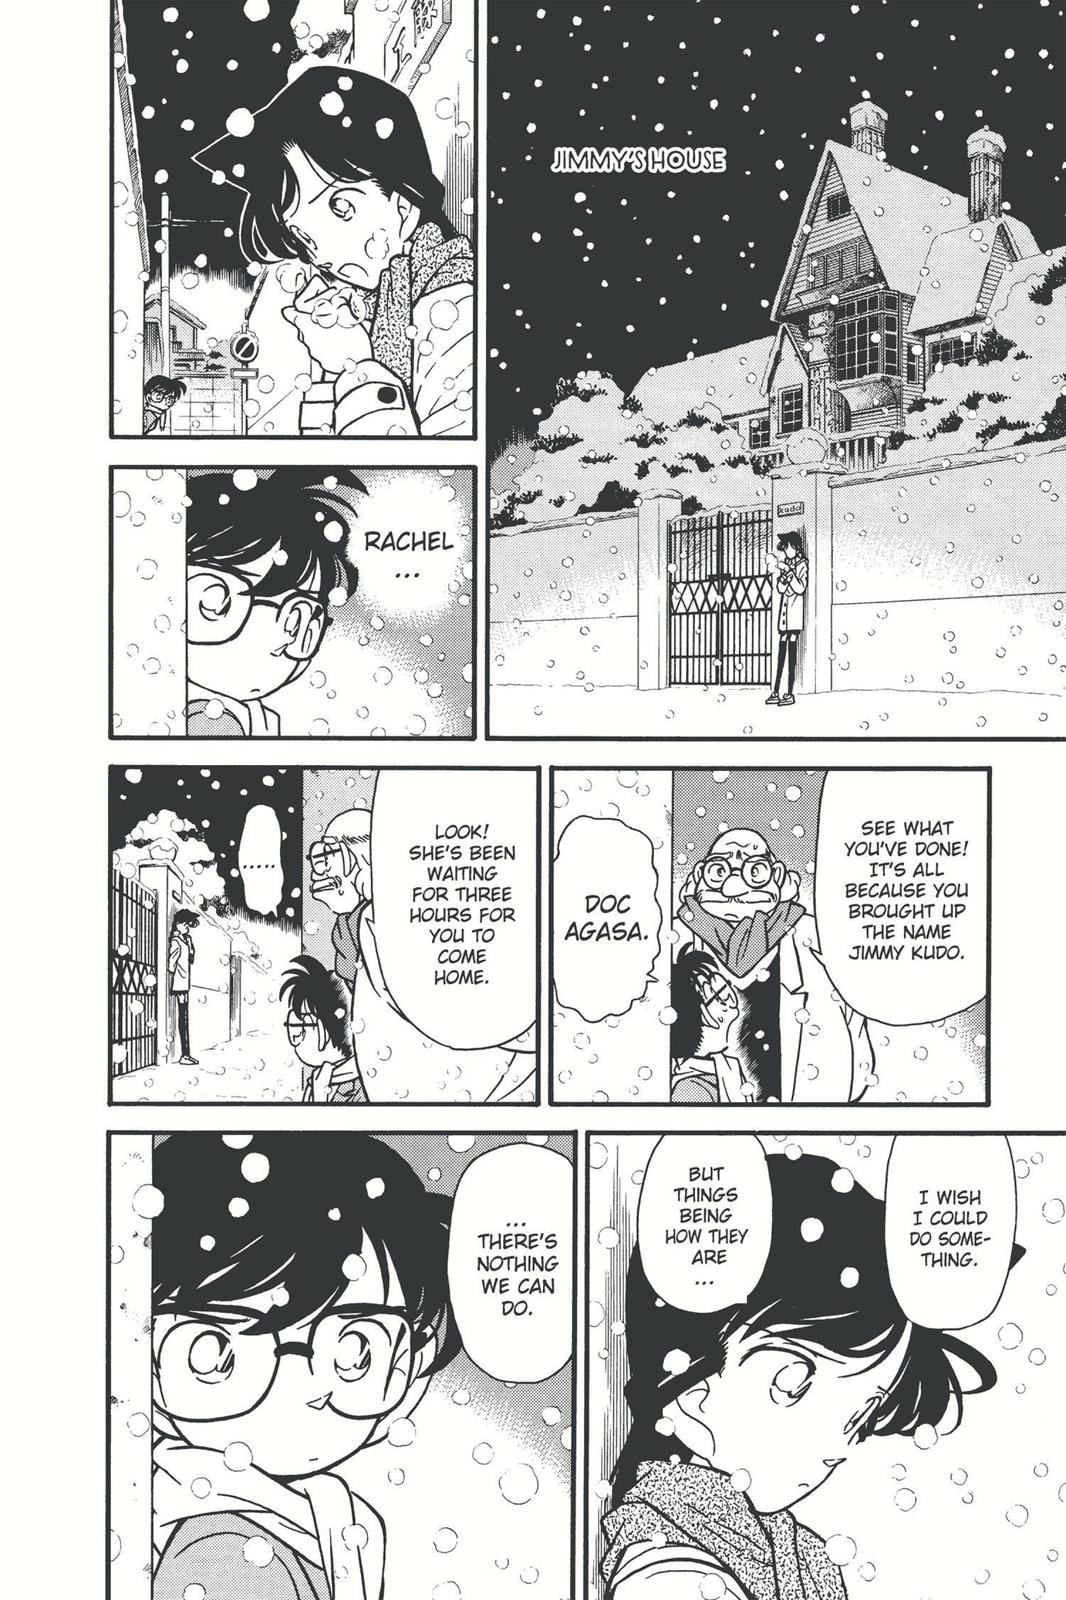 JIMMY'S HOUSE
kudo
RACHEL
...
SEE WHAT
YOU'VE DONE!
IT'S ALL
BECAUSE YOU
BROUGHT UP
THE NAME
JIMMY KUDO.
DOC
AGASA.
LOOK!
SHE'S BEEN
WAITING
FOR THREE
HOURS FOR
YOU TO
COME
HOME.
.....
I WISH
I COULD
DO SOME-
THING.
BUT
THINGS
BEING
HOW THEY
ARE
...
...
THERE'S
NOTHING
WE CAN
DO.